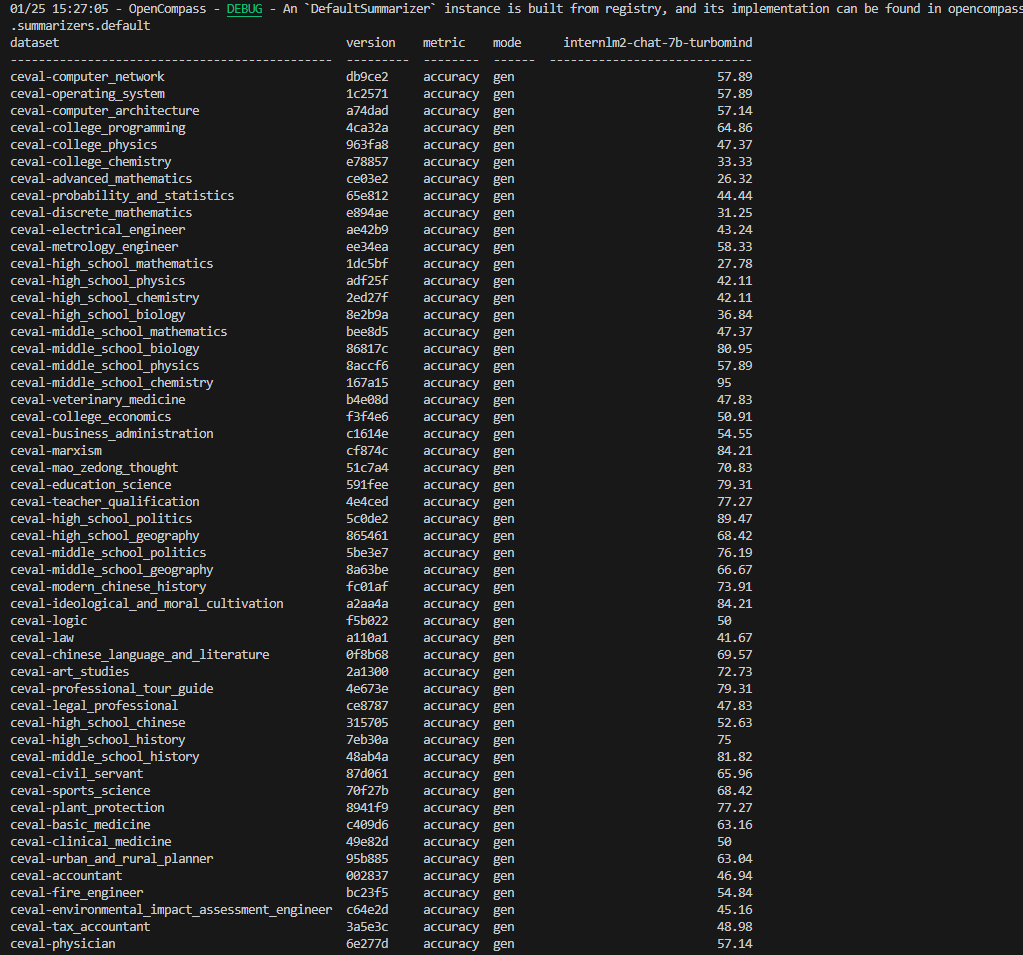 01/25 15:27:05 - OpenCompass - DEBUG - An `DefaultSummarizer` instance is built from registry, and its implementation can be found in opencompass
.summarizers.default
dataset version metric mode internlm2-chat-7b-turbomind
---------------------------------------------- --------- -------- ------ -----------------------------
ceval-computer_network db9ce2 accuracy gen 57.89
ceval-operating_system 1c2571 accuracy gen 57.89
ceval-computer_architecture a74dad accuracy gen 57.14
ceval-college_programming 4ca32a accuracy gen 64.86
ceval-college_physics 963fa8 accuracy gen 47.37
ceval-college_chemistry e78857 accuracy gen 33.33
ceval-advanced_mathematics ce03e2 accuracy gen 26.32
ceval-probability_and_statistics 65e812 accuracy gen 44.44
ceval-discrete_mathematics e894ae accuracy gen 31.25
ceval-electrical_engineer ae42b9 accuracy gen 43.24
ceval-metrology_engineer ee34ea accuracy gen 58.33
ceval-high_school_mathematics 1dc5bf accuracy gen 27.78
ceval-high_school_physics adf25f accuracy gen 42.11
ceval-high_school_chemistry 2ed27f accuracy gen 42.11
ceval-high_school_biology 8e2b9a accuracy gen 36.84
ceval-middle_school_mathematics bee8d5 accuracy gen 47.37
ceval-middle_school_biology 86817c accuracy gen 80.95
ceval-middle_school_physics 8accf6 accuracy gen 57.89
ceval-middle_school_chemistry 167a15 accuracy gen 95
ceval-veterinary_medicine b4e08d accuracy gen 47.83
ceval-college_economics f3f4e6 accuracy gen 50.91
ceval-business_administration c1614e accuracy gen 54.55
ceval-marxism cf874c accuracy gen 84.21
ceval-mao_zedong_thought 51c7a4 accuracy gen 70.83
ceval-education_science 591fee accuracy gen 79.31
ceval-teacher_qualification 4e4ced accuracy gen 77.27
ceval-high_school_politics 5c0de2 accuracy gen 89.47
ceval-high_school_geography 865461 accuracy gen 68.42
ceval-middle_school_politics 5be3e7 accuracy gen 76.19
ceval-middle_school_geography 8a63be accuracy gen 66.67
ceval-modern_chinese_history fc01af accuracy gen 73.91
ceval-ideological_and_moral_cultivation a2aa4a accuracy gen 84.21
ceval-logic f5b022 accuracy gen 50
ceval-law a110a1 accuracy gen 41.67
ceval-chinese_language_and_literature 0f8b68 accuracy gen 69.57
ceval-art_studies 2a1300 accuracy gen 72.73
ceval-professional_tour_guide 4e673e accuracy gen 79.31
ceval-legal_professional ce8787 accuracy gen 47.83
ceval-high_school_chinese 315705 accuracy gen 52.63
ceval-high_school_history 7eb30a accuracy gen 75
ceval-middle_school_history 48ab4a accuracy gen 81.82
ceval-civil_servant 87d061 accuracy gen 65.96
ceval-sports_science 70f27b accuracy gen 68.42
ceval-plant_protection 8941f9 accuracy gen 77.27
ceval-basic_medicine c409d6 accuracy gen 63.16
ceval-clinical_medicine 49e82d accuracy gen 50
ceval-urban_and_rural_planner 95b885 accuracy gen 63.04
ceval-accountant 002837 accuracy gen 46.94
ceval-fire_engineer bc23f5 accuracy gen 54.84
ceval-environmental_impact_assessment_engineer c64e2d accuracy gen 45.16
ceval-tax_accountant 3a5e3c accuracy gen 48.98
ceval-physician 6e277d accuracy gen 57.14